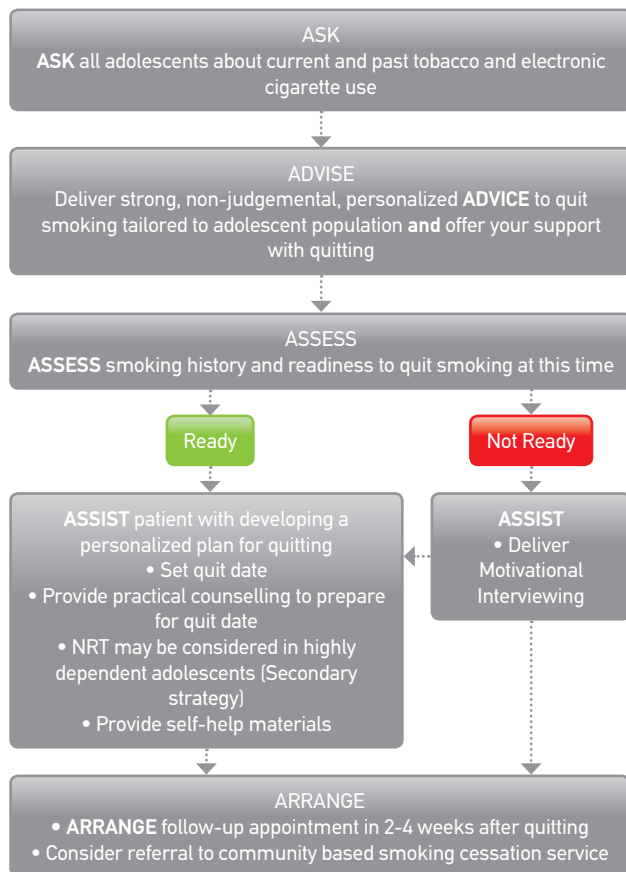 ASK
ASK all adolescents about current and past tobacco and electronic
cigarette use
ADVISE
Deliver strong, non-judgemental, personalized ADVICE to quit
smoking tailored to adolescent population and offer your support
with quitting
ASSESS
ASSESS smoking history and readiness to quit smoking at this time
Ready
Not Ready
ASSIST patient with developing a
personalized plan for quitting
• Set quit date
• Provide practical counselling to prepare
for quit date
• NRT may be considered in highly
dependent adolescents (Secondary
strategy)
• Provide self-help materials
ASSIST
• Deliver
Motivational
Interviewing
ARRANGE
• ARRANGE follow-up appointment in 2-4 weeks after quitting
• Consider referral to community based smoking cessation service